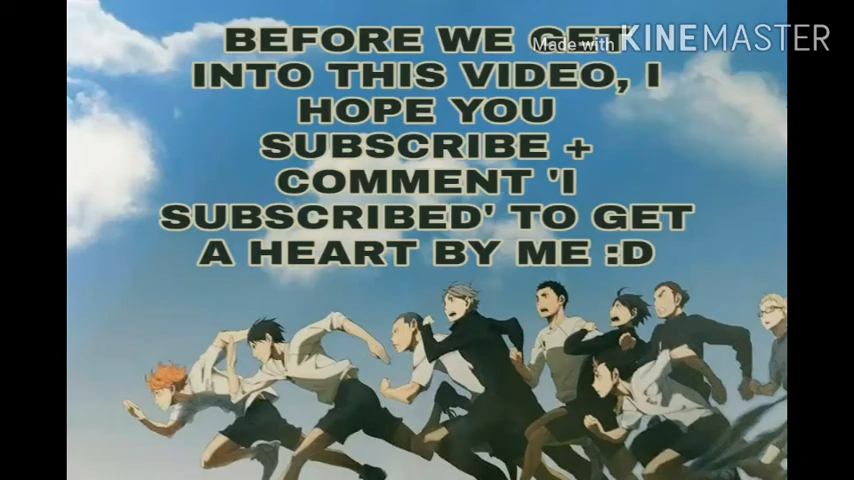 BEFORE WE GET
Made with KINEMASTER
INTO THIS VIDEO, I
HOPE YOU
SUBSCRIBE +
COMMENT 'I
SUBSCRIBED' TO GET
A HEART BY ME :D